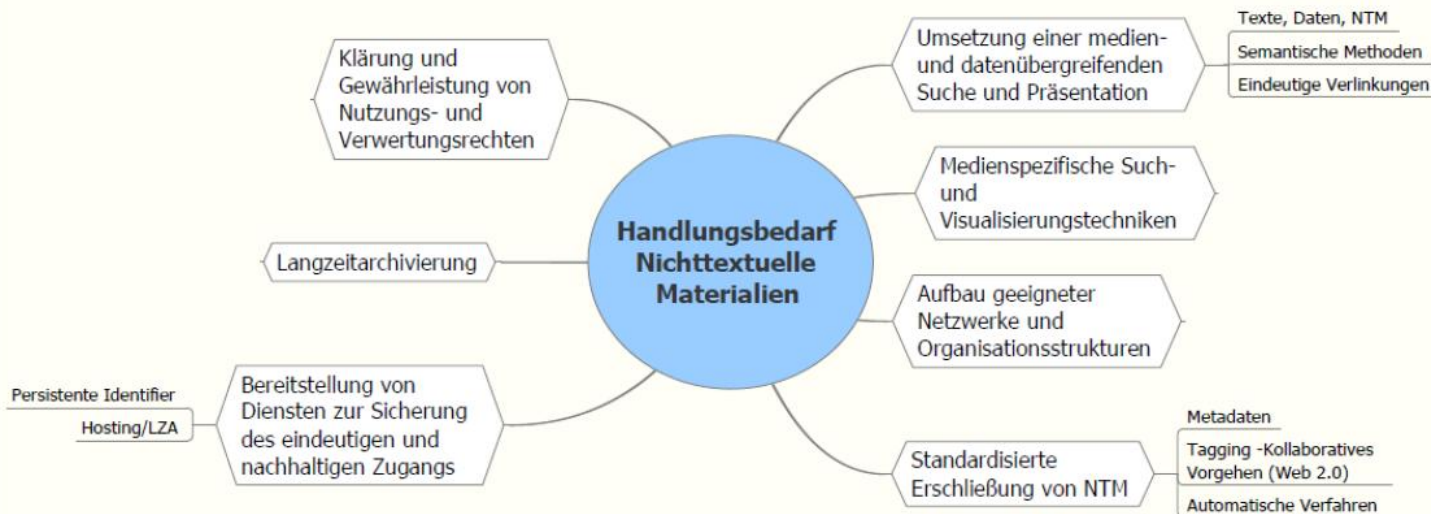 Klärung und
Gewährleistung von
Nutzungs- und
Verwertungsrechten
Langzeitarchivierung
Persistente Identifier
Hosting/LZA
Bereitstellung von
Diensten zur Sicherung
des eindeutigen und
nachhaltigen Zugangs
Handlungsbedarf
Nichttextuelle
Materialien
Umsetzung einer medien-
und datenübergreifenden
Suche und Präsentation
Texte, Daten, NTM
Semantische Methoden
Eindeutige Verlinkungen
Medienspezifische Such-
und
Visualisierungstechniken
Aufbau geeigneter
Netzwerke und
Organisationsstrukturen
Standardisierte
Erschließung von NTM
Metadaten
Tagging -Kollaboratives
Vorgehen (Web 2.0)
Automatische Verfahren